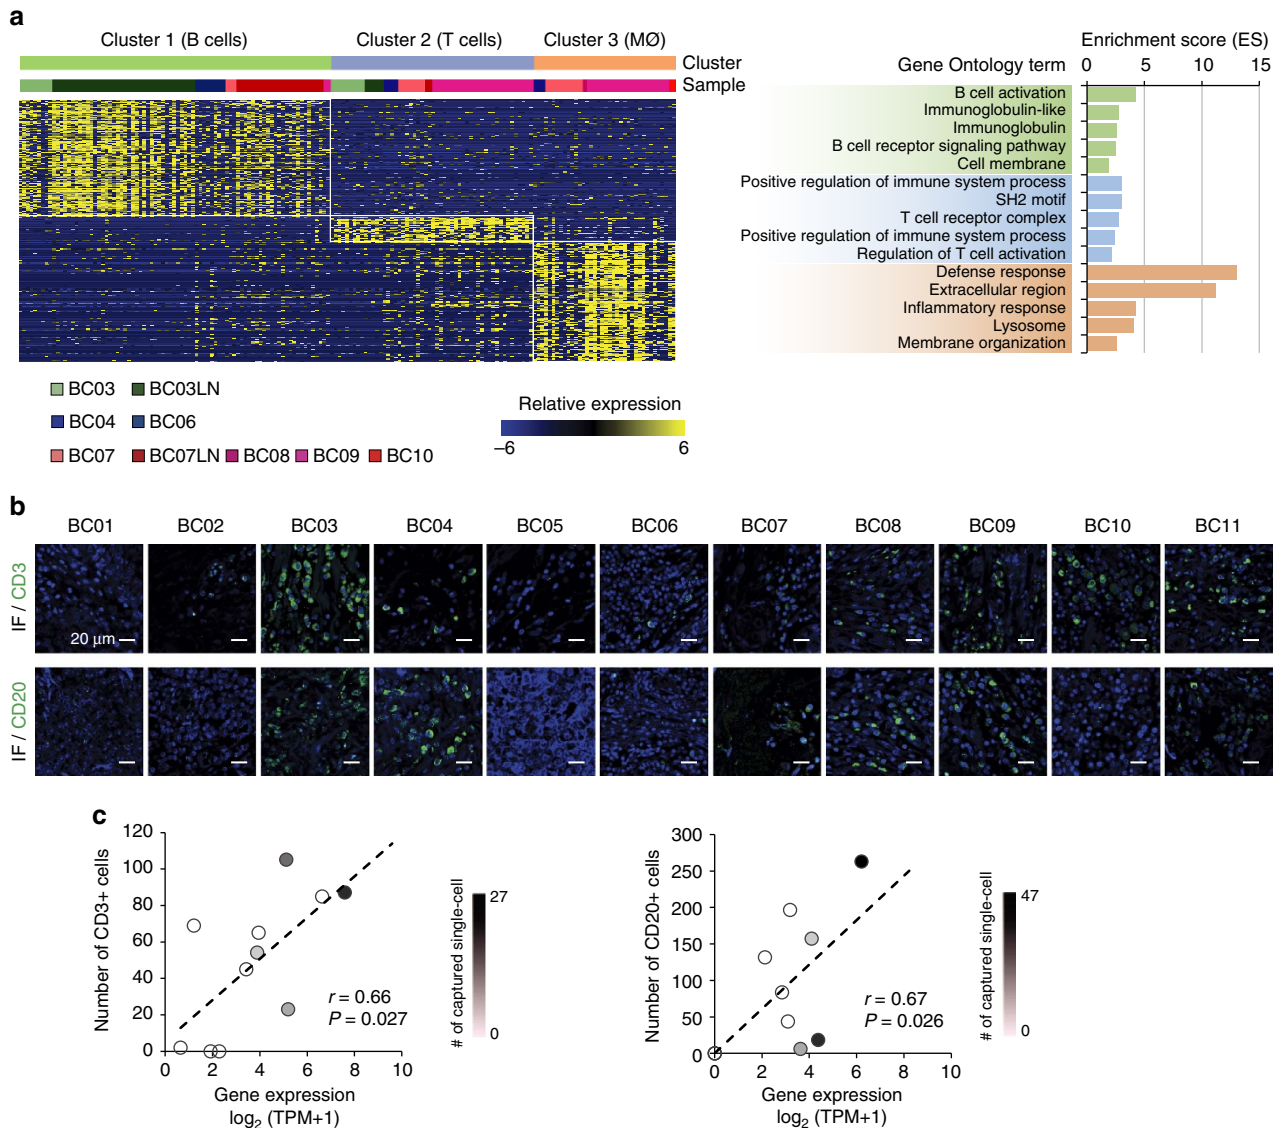 a
Cluster 1 (B cells)
Cluster 2 (T cells)
Cluster 3 (MØ)
Cluster
Sample
BC03
BC03LN
BC04
BC06
BC07
BC07LN
BC08
BC09
BC10
Relative expression
–6
6
Enrichment score (ES)
Gene Ontology term
0
5
10
15
B cell activation
Immunoglobulin-like
Immunoglobulin
B cell receptor signaling pathway
Cell membrane
Positive regulation of immune system process
SH2 motif
T cell receptor complex
Positive regulation of immune system process
Regulation of T cell activation
Defense response
Extracellular region
Inflammatory response
Lysosome
Membrane organization
b
BC01
BC02
BC03
BC04
BC05
BC06
BC07
BC08
BC09
BC10
BC11
IF / CD3
20 µm
IF / CD20
c
Number of CD3+ cells
120
100
80
60
40
20
0
0
2
4
6
8
10
r = 0.66
P = 0.027
Gene expression
log2 (TPM+1)
# of captured single-cell
27
0
Number of CD20+ cells
300
250
200
150
100
50
0
0
2
4
6
8
10
r = 0.67
P = 0.026
Gene expression
log2 (TPM+1)
# of captured single-cell
47
0